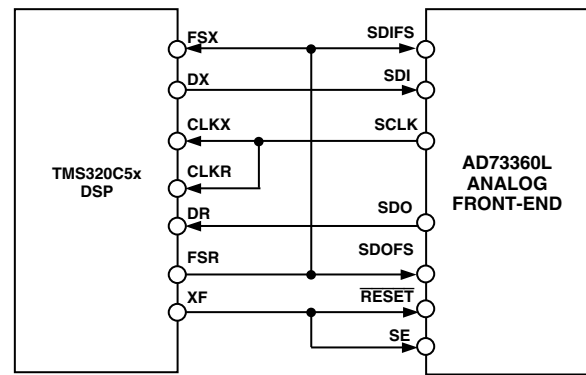 FSX
DX
CLKX
CLKR
DR
FSR
XF
TMS320C5x
DSP
SDIFS
SDI
SCLK
SDO
SDOFS
RESET
SE
AD73360L
ANALOG
FRONT-END